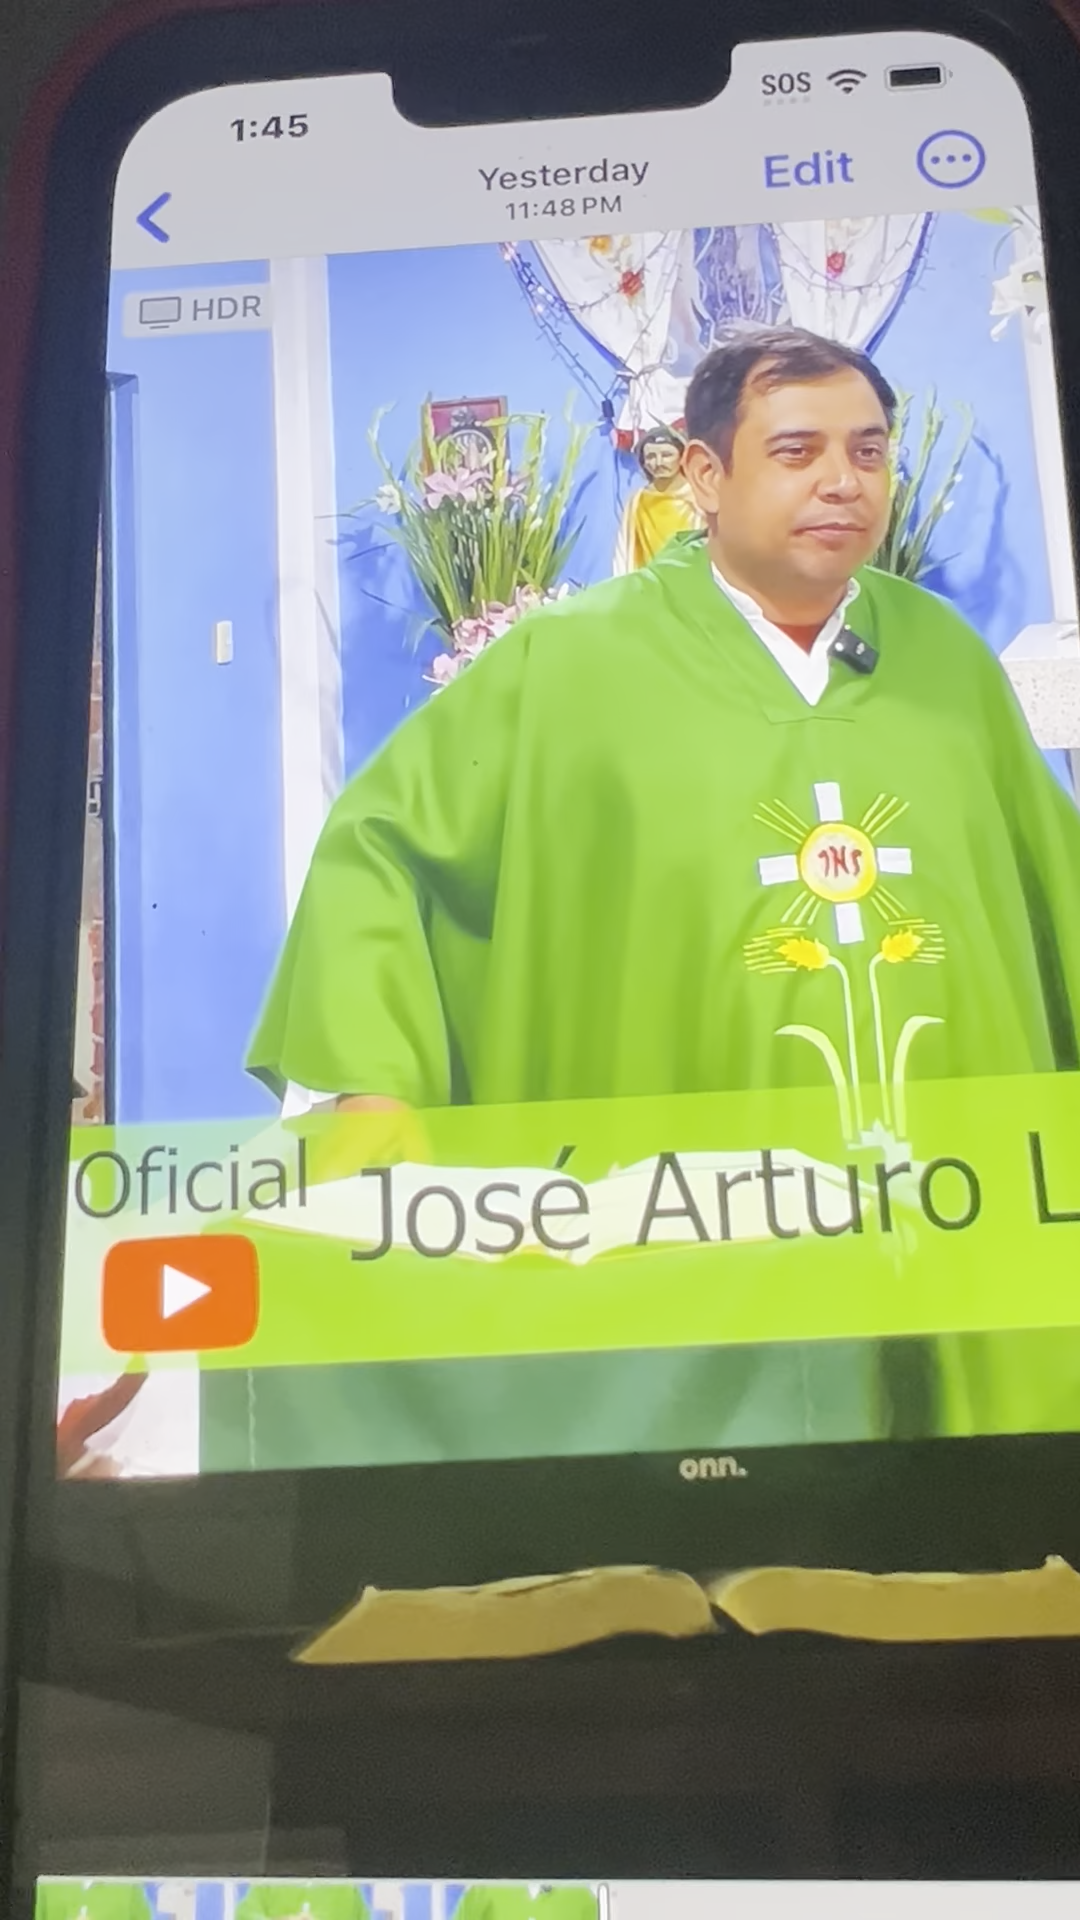 1:45
SOS
Yesterday
11:48 PM
Edit
HDR
IHS
Oficial
José Arturo L
onn.